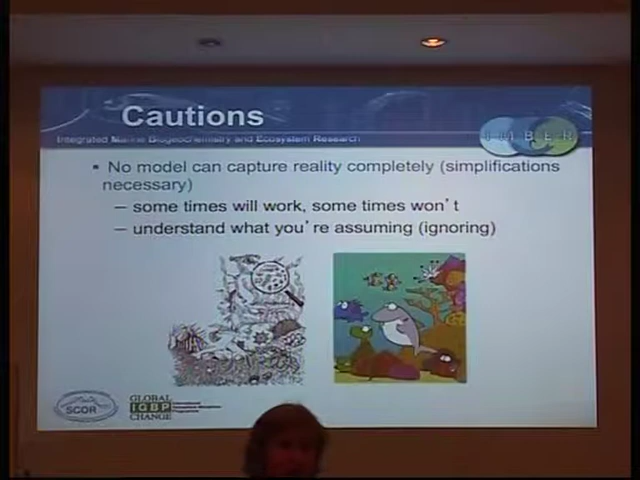 Cautions
Integrated Marine Biogeochemistry and Ecosystem Research
I M B E R
▪ No model can capture reality completely (simplifications
necessary)
– some times will work, some times won't
– understand what you're assuming (ignoring)
SCOR
GLOBAL
IGBP
CHANGE